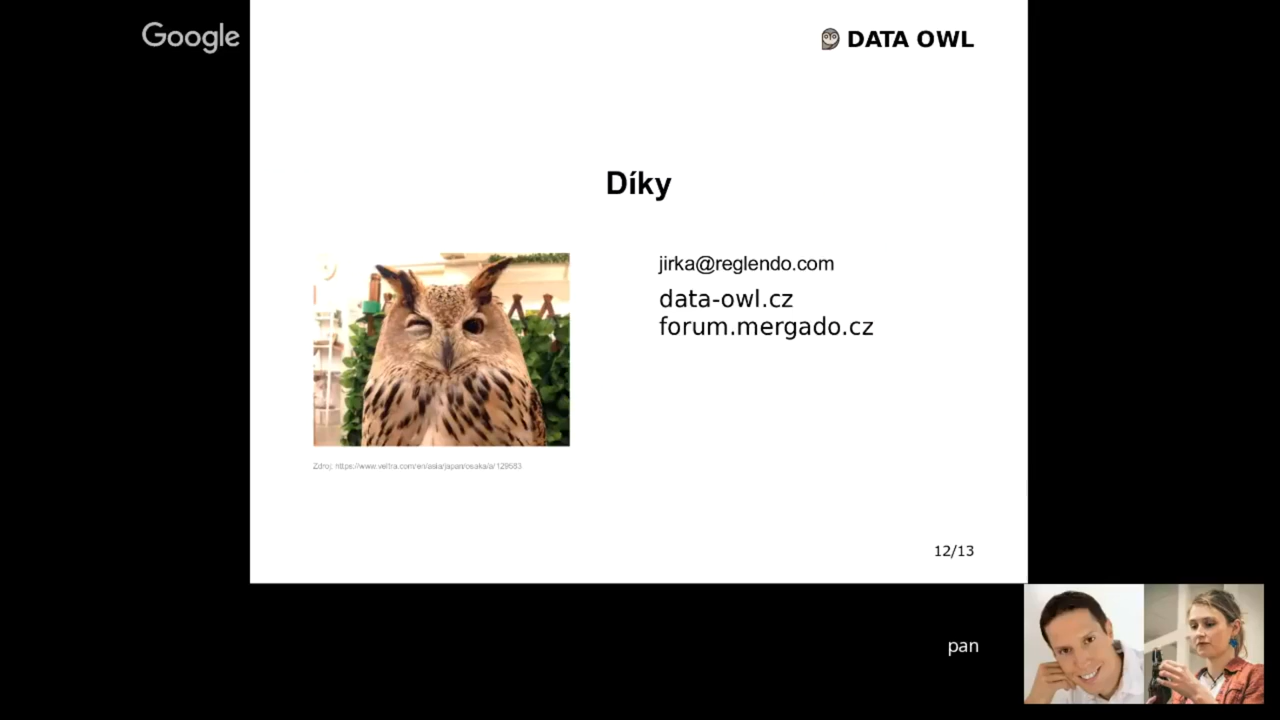 Google
DATA OWL
Díky
jirka@reglendo.com
data-owl.cz
forum.mergado.cz
Zdroj: https://www.veltra.com/en/asia/japan/osaka/a/129683
12/13
pan